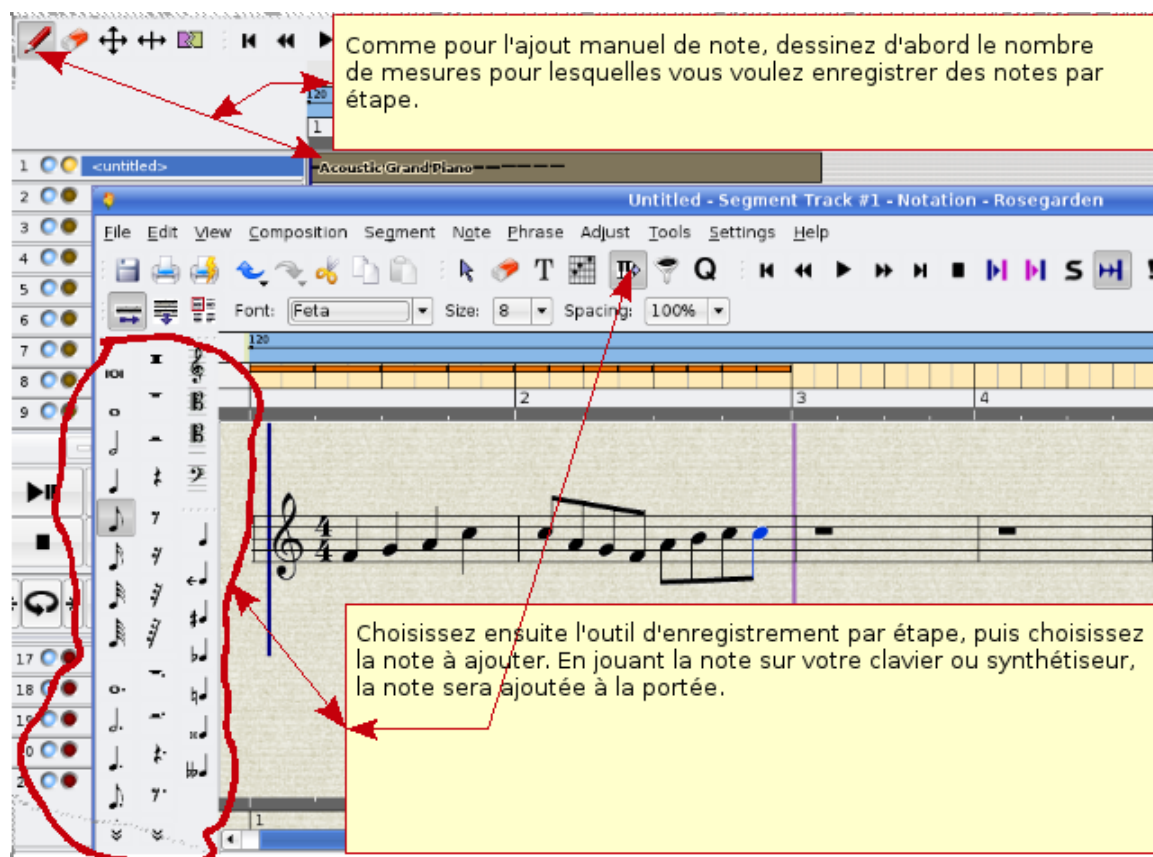 Comme pour l'ajout manuel de note, dessinez d'abord le nombre
de mesures pour lesquelles vous voulez enregistrer des notes par
étape.
120
1
1 <untitled>
Acoustic Grand Piano
2
Untitled - Segment Track #1 - Notation - Rosegarden
3
File Edit View Composition Segment Note Phrase Adjust Tools Settings Help
4
5
6
Font: Feta Size: 8 Spacing: 100%
7
120
8
9
2 3 4
Choisissez ensuite l'outil d'enregistrement par étape, puis choisissez
la note à ajouter. En jouant la note sur votre clavier ou synthétiseur,
la note sera ajoutée à la portée.
17
18
1